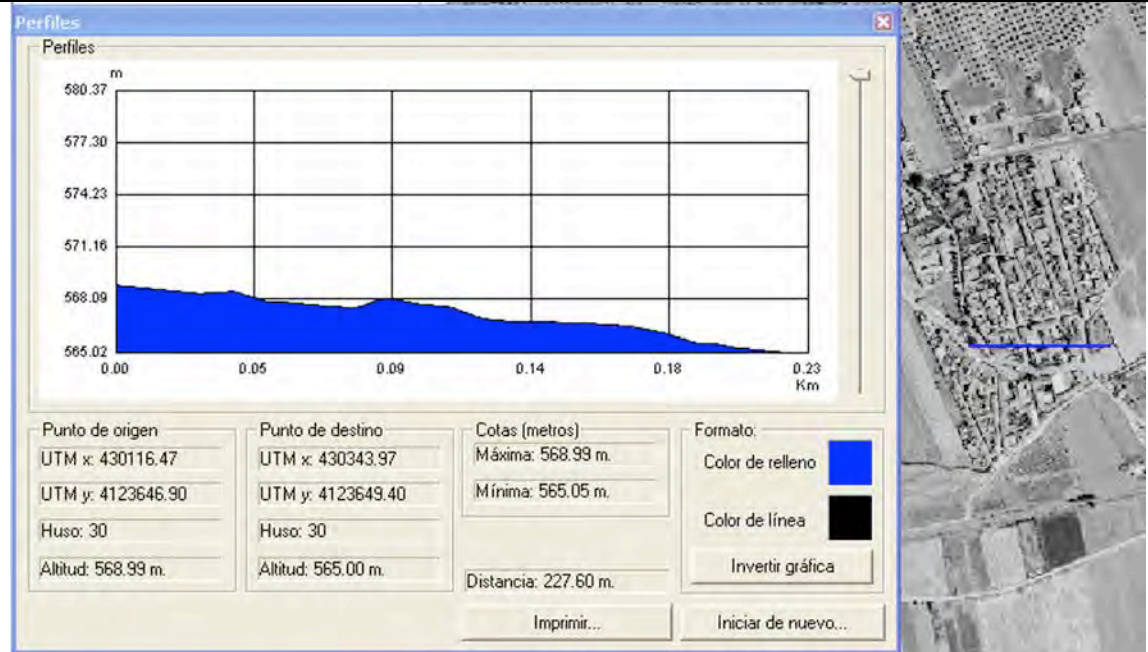 Perfiles
Perfiles
m
580.37
577.30
574.23
571.16
568.09
565.02
0.00 0.05 0.09 0.14 0.18 0.23
Km
Punto de origen
UTM x: 430116.47
UTM y: 4123646.90
Huso: 30
Altitud: 568.99 m.
Punto de destino
UTM x: 430343.97
UTM y: 4123649.40
Huso: 30
Altitud: 565.00 m.
Cotas (metros)
Máxima: 568.99 m.
Mínima: 565.05 m.
Distancia: 227.60 m.
Formato:
Color de relleno
Color de línea
Invertir gráfica
Imprimir...
Iniciar de nuevo...